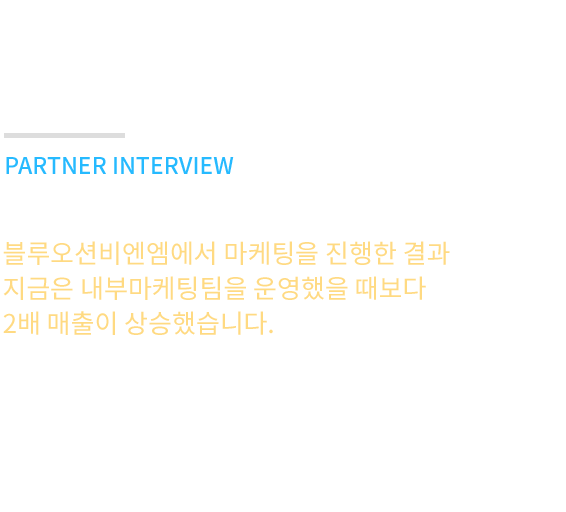 PARTNER INTERVIEW
블루오션비엔엠에서 마케팅을 진행한 결과
지금은 내부마케팅팀을 운영했을 때보다
2배 매출이 상승했습니다.